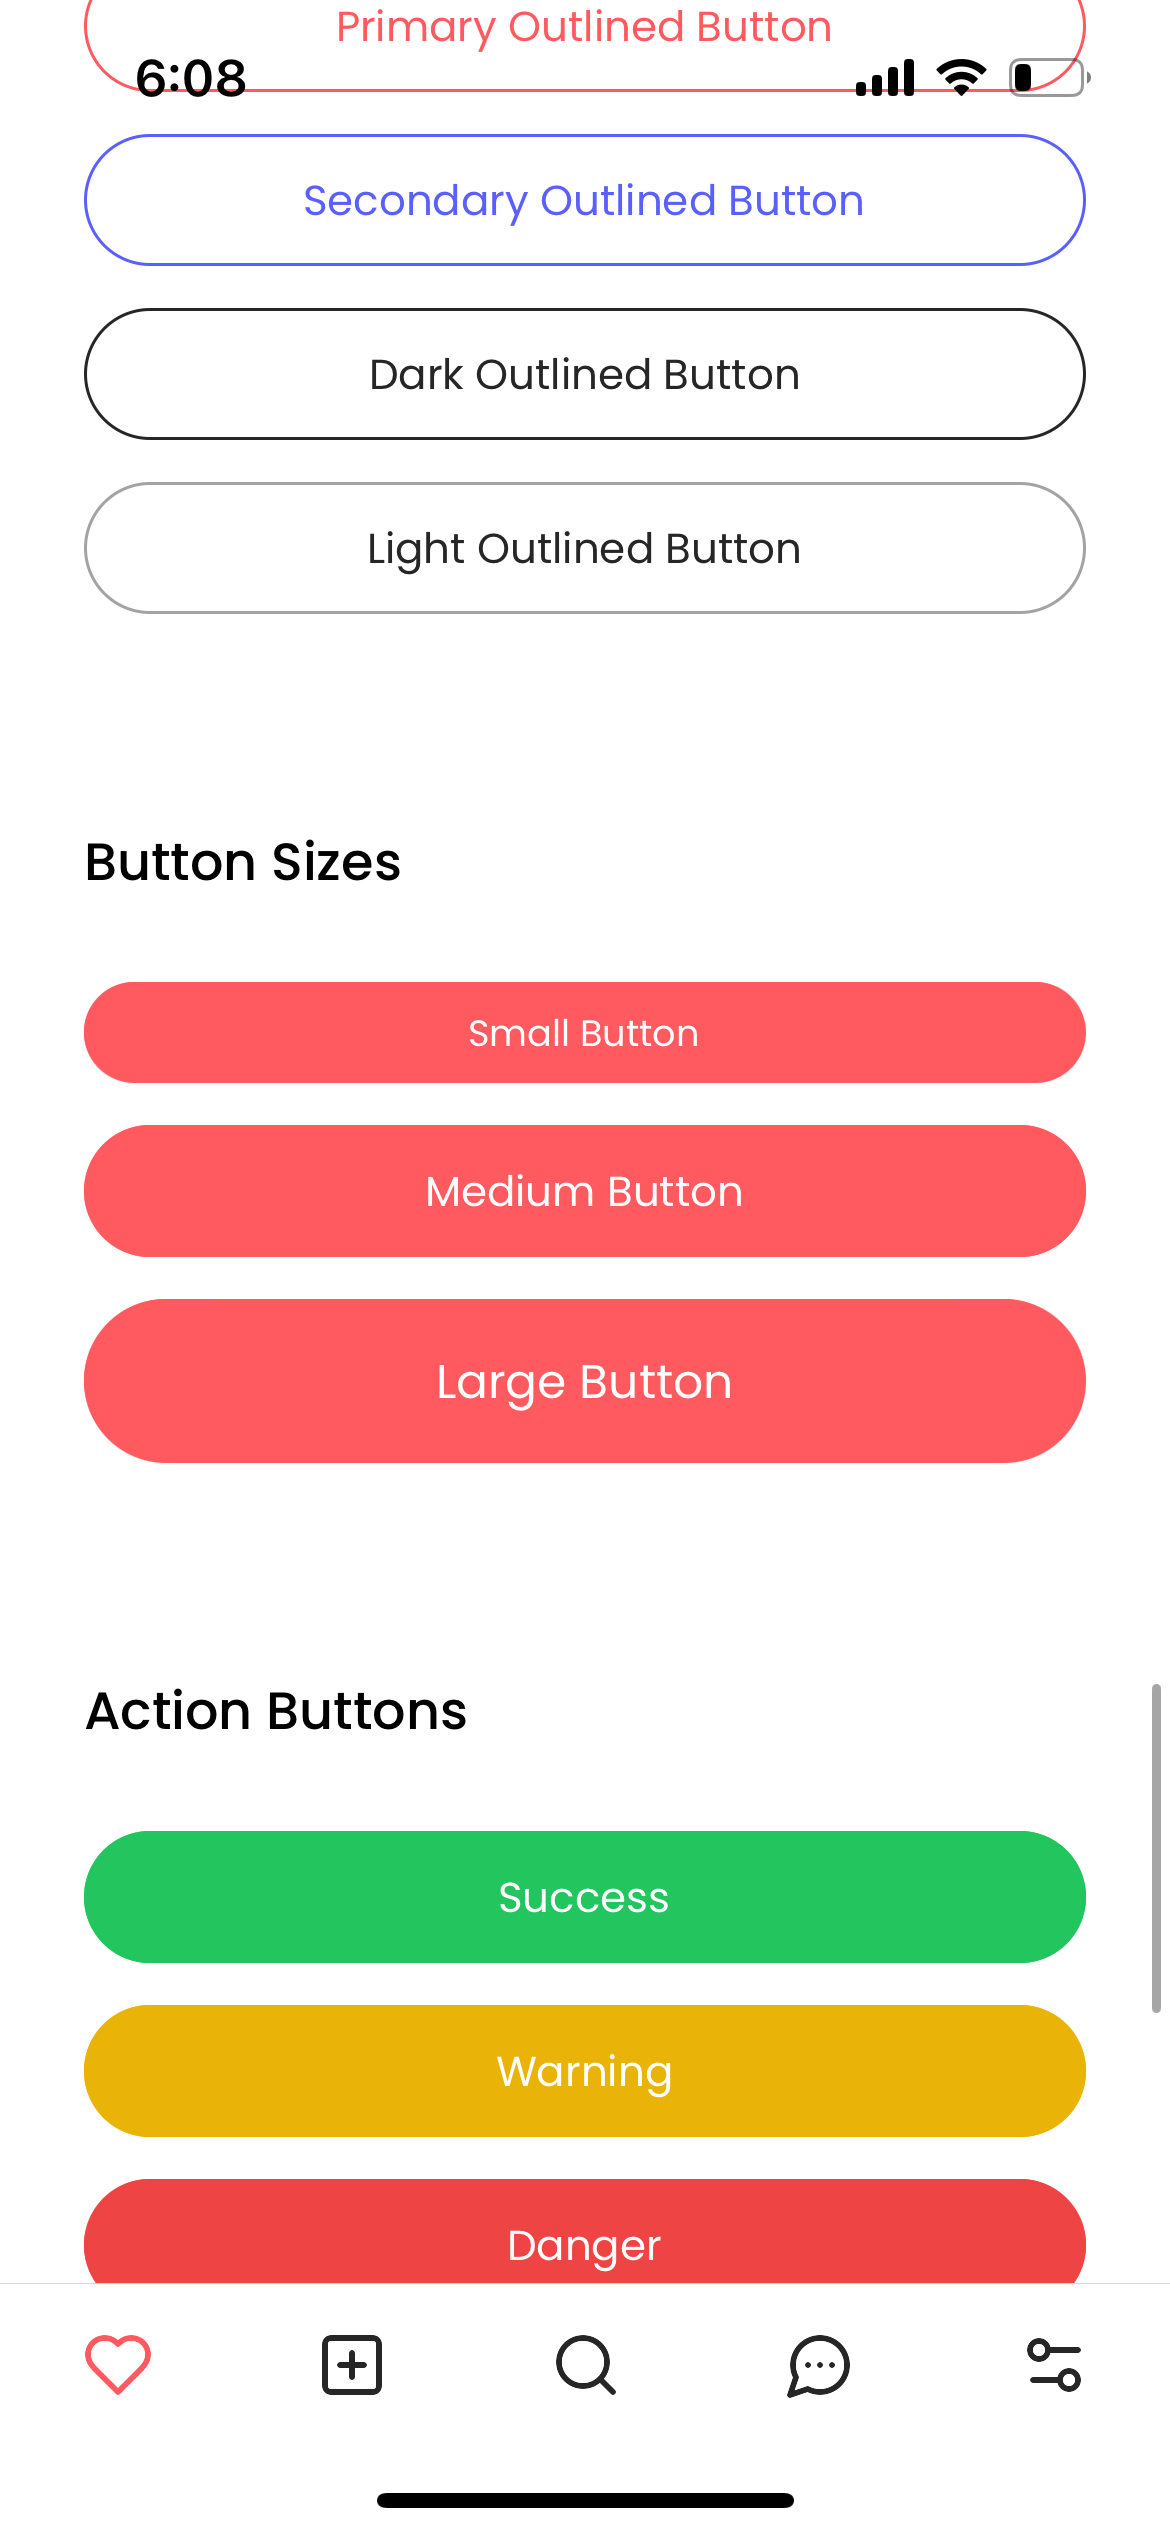 Primary Outlined Button
6:08
Secondary Outlined Button
Dark Outlined Button
Light Outlined Button
Button Sizes
Small Button
Medium Button
Large Button
Action Buttons
Success
Warning
Danger